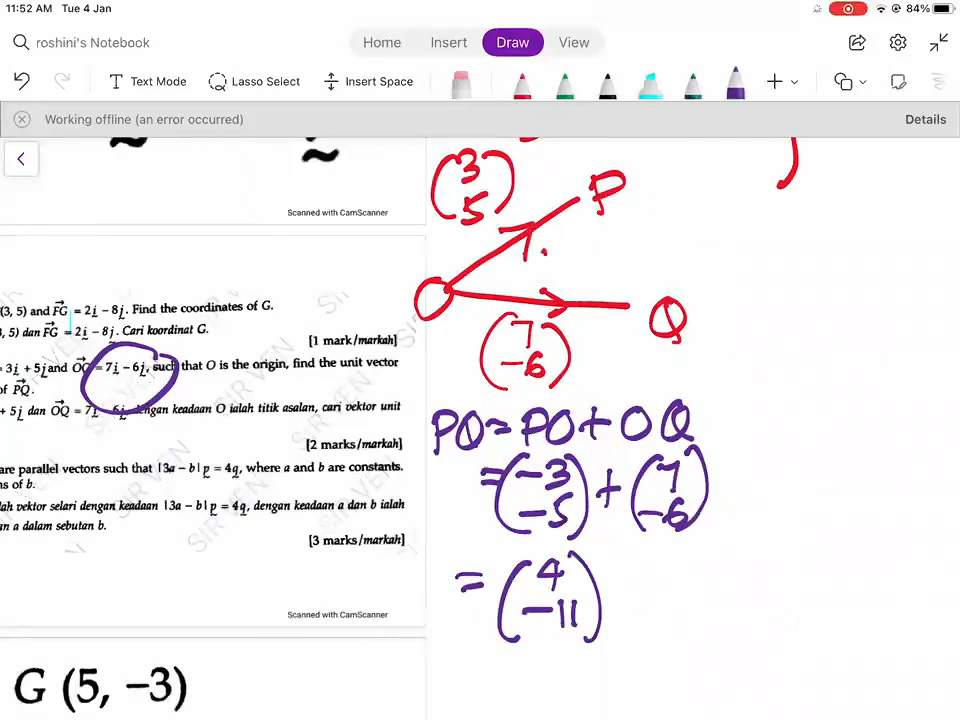 11:52 AM Tue 4 Jan
84%
roshini's Notebook
Home Insert Draw View
Text Mode
Lasso Select
Insert Space
Working offline (an error occurred)
Details
Scanned with CamScanner
(3, 5) and FG = 2i – 8j. Find the coordinates of G.
3, 5) dan FG = 2i – 8j. Cari koordinat G.
[1 mark/markah]
= 3i + 5j and OQ = 7i – 6j, such that O is the origin, find the unit vector
of PQ.
+ 5j dan OQ = 7i – 6j, dengan keadaan O ialah titik asalan, cari vektor unit
[2 marks/markah]
are parallel vectors such that |3a – b|p = 4q, where a and b are constants.
ns of b.
lah vektor selari dengan keadaan |3a – b|p = 4q, dengan keadaan a dan b ialah
an a dalam sebutan b.
[3 marks/markah]
SIR VEN
Scanned with CamScanner
G (5, –3)
(3
5)
P
O
Q
(7
-6)
PQ = PO + OQ
= (-3 -5) + (7 -6)
= (4 -11)